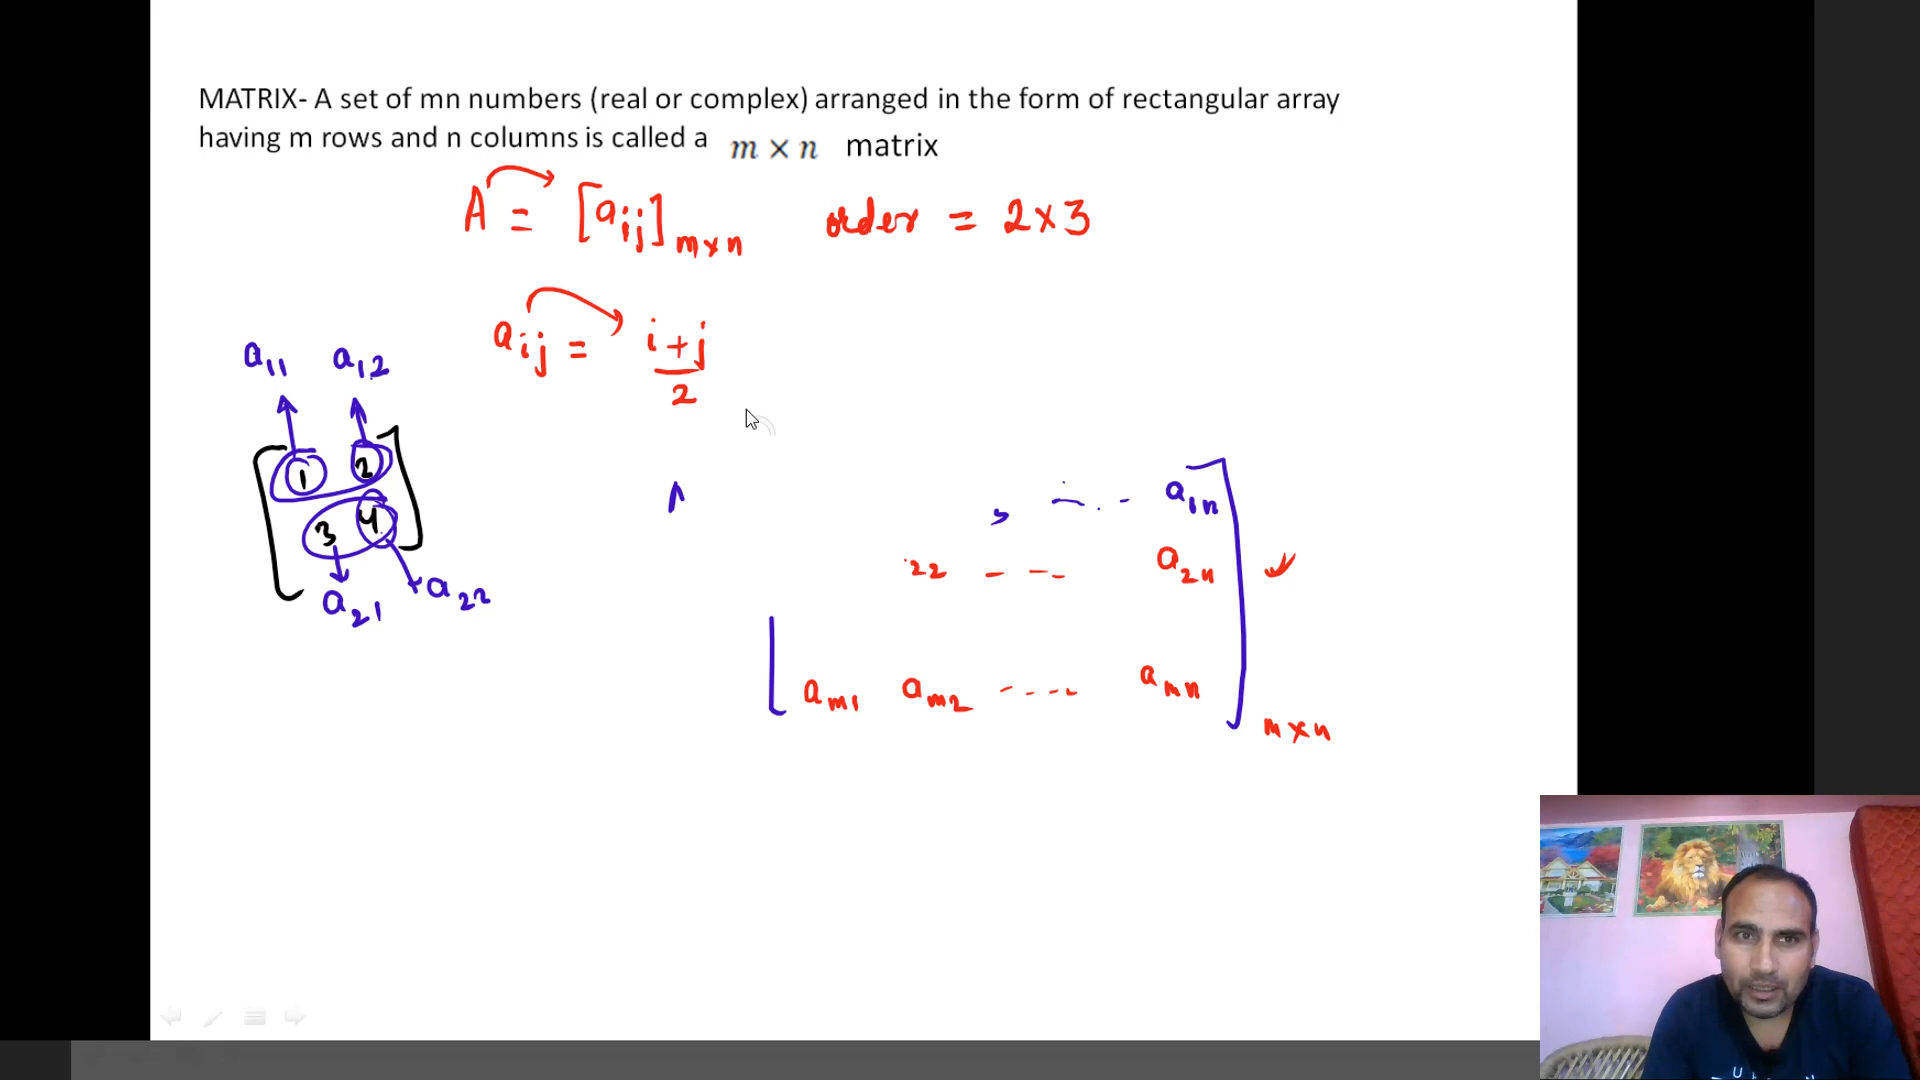 MATRIX- A set of mn numbers (real or complex) arranged in the form of rectangular array
having m rows and n columns is called a m × n matrix
A = [aij]m×n order = 2×3
aij = i+j
2
a11 a12
1 2
3 4
a21 a22
- . - a1n
22 - -- a2n
am1 am2 ---- amn
m×n